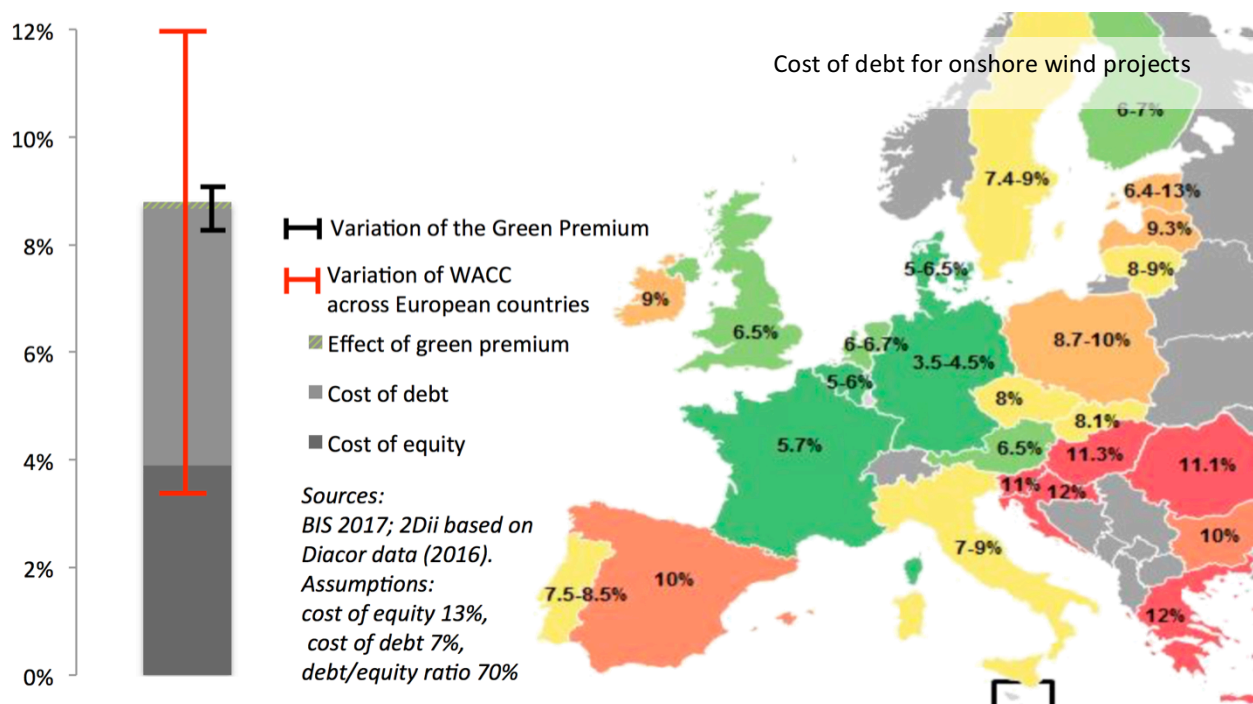 12%
10%
8%
6%
4%
2%
0%
Variation of the Green Premium
Variation of WACC
across European countries
Effect of green premium
Cost of debt
Cost of equity
Sources:
BIS 2017; 2Dii based on
Diacor data (2016).
Assumptions:
cost of equity 13%,
cost of debt 7%,
debt/equity ratio 70%
Cost of debt for onshore wind projects
6-7%
7.4-9%
6.4-13%
9.3%
8-9%
5-6.5%
9%
6.5%
6-6.7%
3.5-4.5%
8.7-10%
5-6%
8%
8.1%
5.7%
6.5%
11.3%
11.1%
11%
12%
10%
7-9%
10%
7.5-8.5%
12%